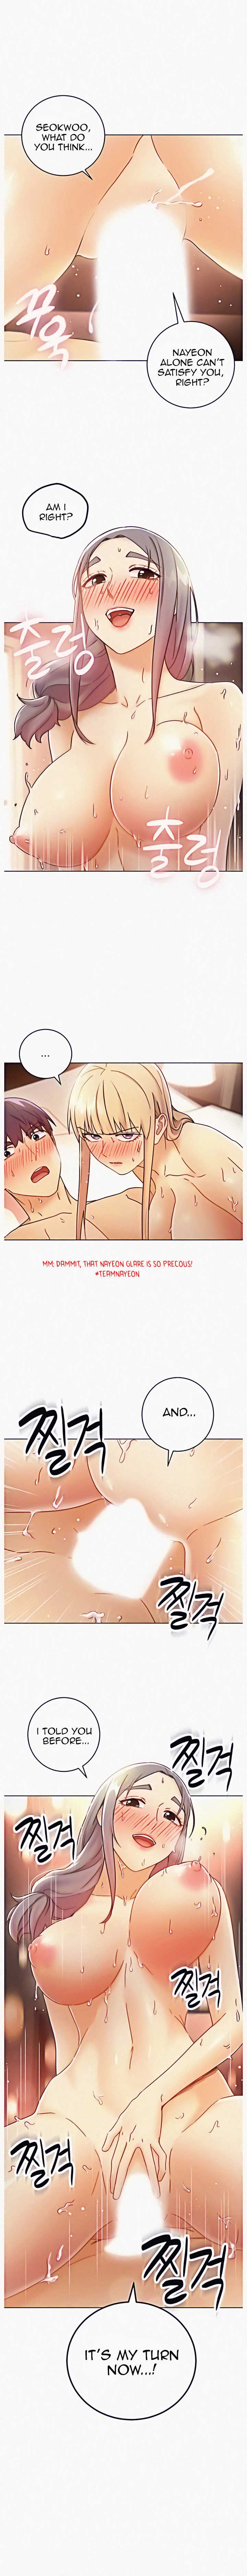 SEOKWOO,
WHAT DO
YOU THINK...
꾸
욱
NAYEON
ALONE CAN'T
SATISFY YOU,
RIGHT?
AM I
RIGHT?
출렁
출렁
...
MM: DAMMIT, THAT NAYEON GLARE IS SO PRECOUS!
#TEAMNAYEON
AND...
찔걱
찔걱
I TOLD YOU
BEFORE...
찔걱
찔걱
찔걱
찔걱
찔걱
IT'S MY TURN
NOW...!